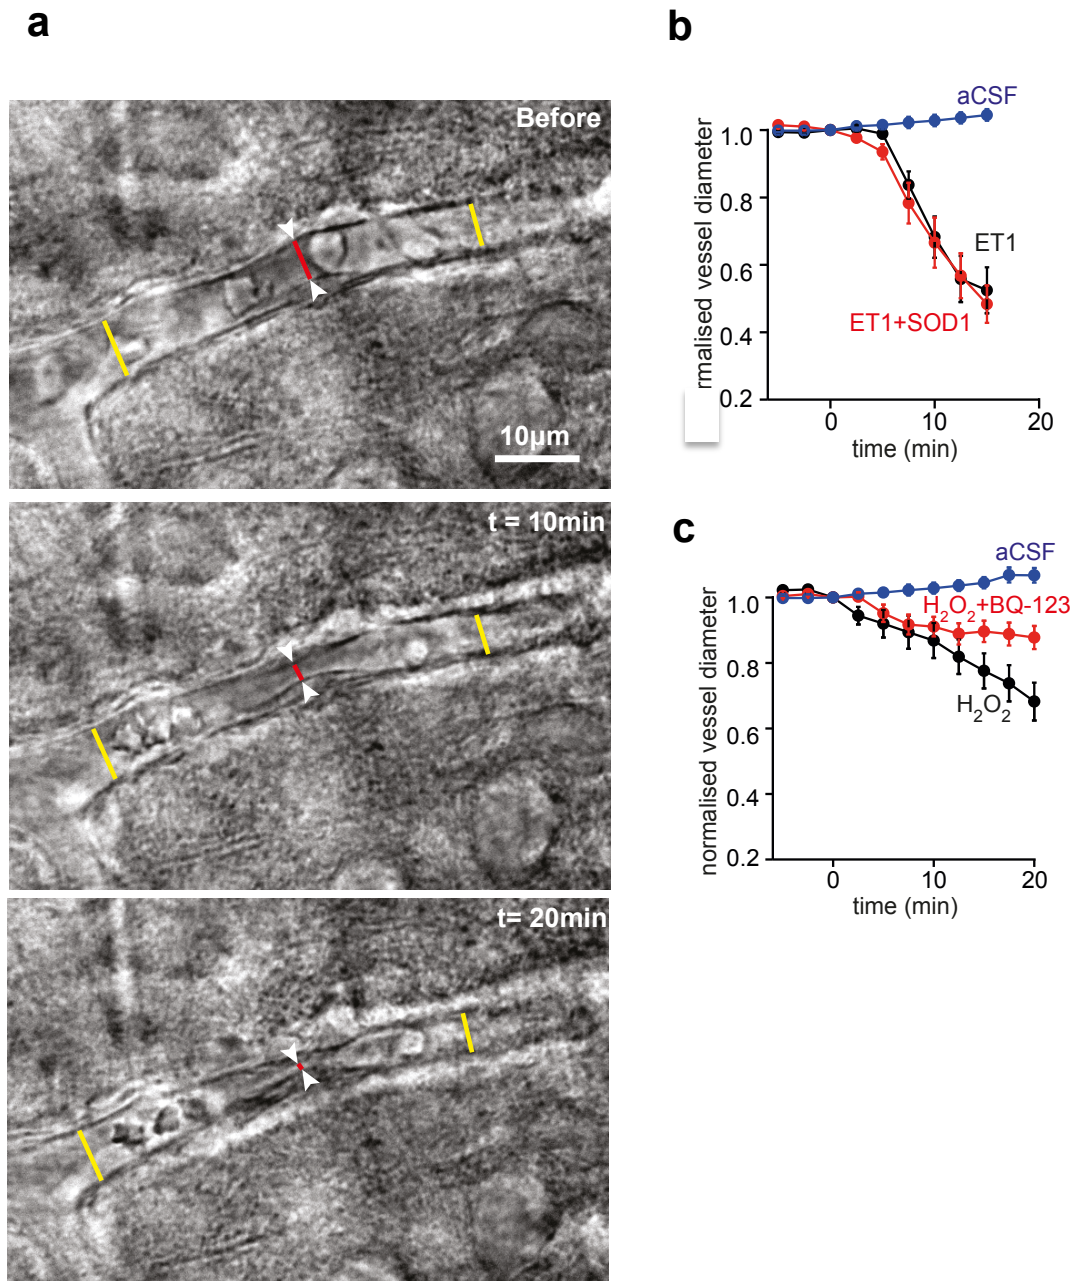 a
Before
10µm
t = 10min
t= 20min
b
aCSF
ET1
ET1+SOD1
rmalised vessel diameter
1.0
0.8
0.6
0.4
0.2
0
10
20
time (min)
c
aCSF
H₂O₂+BQ-123
H₂O₂
normalised vessel diameter
1.0
0.8
0.6
0.4
0.2
0
10
20
time (min)